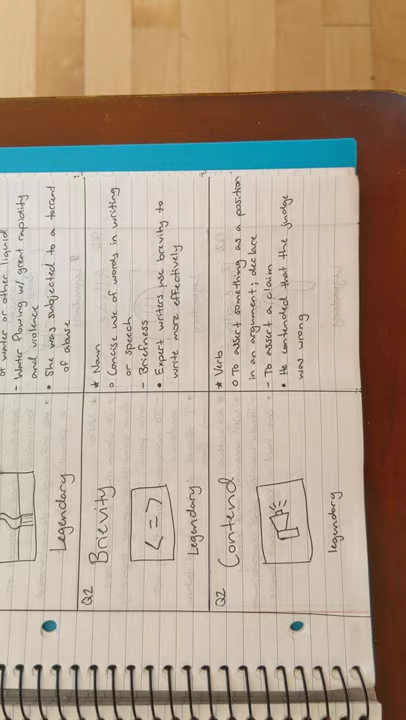 of water or other liquid
- Water flowing w/ great rapidity
and violence
• She was subjected to a torrent
of abuse
Legendary
Q2
Brievity
< = >
Legendary
* Noun
o Concise use of words in writing
or speech
- Briefness
• Expert writers use brevity to
write more effectively
Q2
Contend
legendary
* Verb
o To assert something as a position
in an argument; declare
- To assert a claim
• He contended that the judge
was wrong